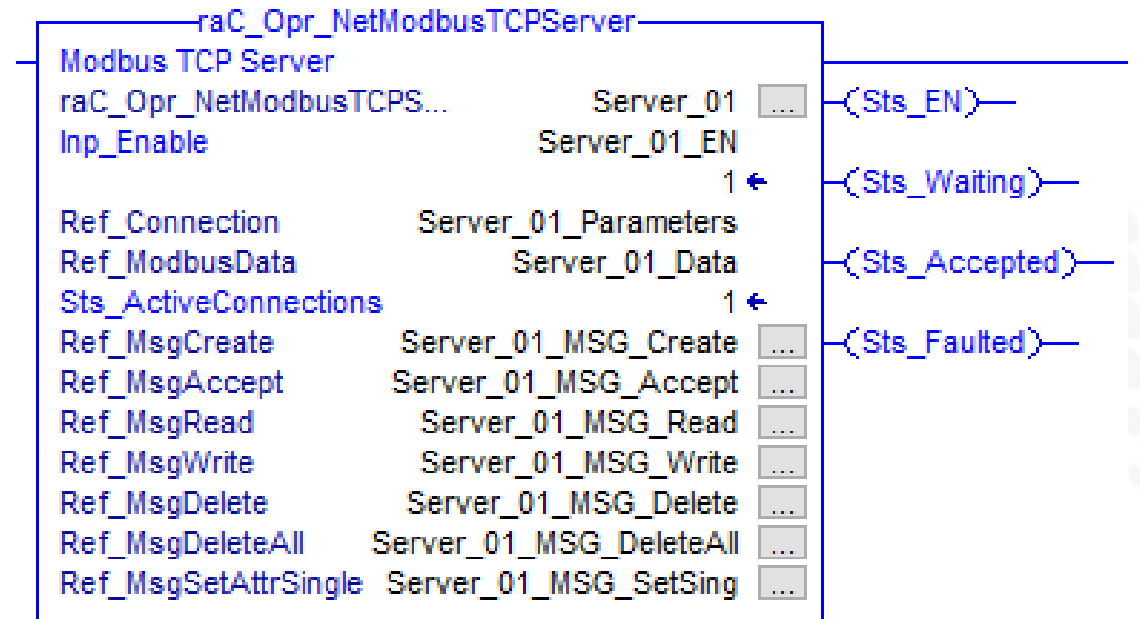 raC_Opr_NetModbusTCPServer
Modbus TCP Server
raC_Opr_NetModbusTCPS... Server_01 ... (Sts_EN)
Inp_Enable Server_01_EN
1 (Sts_Waiting)
Ref_Connection Server_01_Parameters
Ref_ModbusData Server_01_Data (Sts_Accepted)
Sts_ActiveConnections 1
Ref_MsgCreate Server_01_MSG_Create ... (Sts_Faulted)
Ref_MsgAccept Server_01_MSG_Accept ...
Ref_MsgRead Server_01_MSG_Read ...
Ref_MsgWrite Server_01_MSG_Write ...
Ref_MsgDelete Server_01_MSG_Delete ...
Ref_MsgDeleteAll Server_01_MSG_DeleteAll ...
Ref_MsgSetAttrSingle Server_01_MSG_SetSing ...